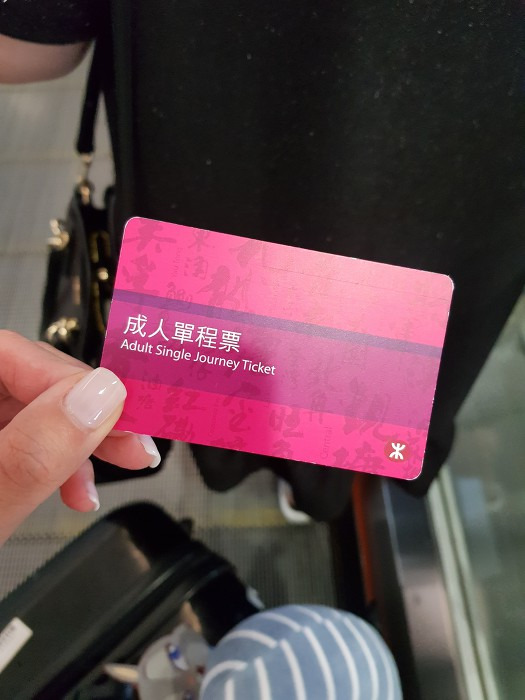 成人單程票
Adult Single Journey Ticket